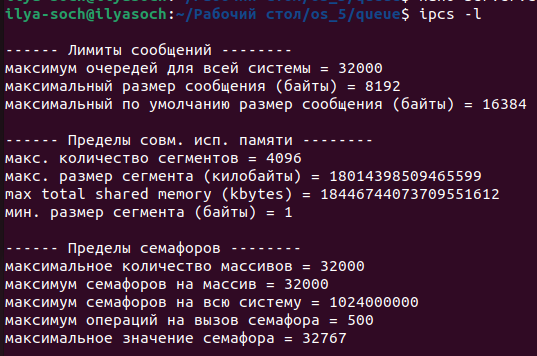 ilya-soch@ilyasoch:~/Рабочий стол/os_5/queue$ ipcs -l
------ Лимиты сообщений --------
максимум очередей для всей системы = 32000
максимальный размер сообщения (байты) = 8192
максимальный по умолчанию размер сообщения (байты) = 16384
------ Пределы совм. исп. памяти --------
макс. количество сегментов = 4096
макс. размер сегмента (килобайты) = 18014398509465599
max total shared memory (kbytes) = 18446744073709551612
мин. размер сегмента (байты) = 1
------ Пределы семафоров --------
максимальное количество массивов = 32000
максимум семафоров на массив = 32000
максимум семафоров на всю систему = 1024000000
максимум операций на вызов семафора = 500
максимальное значение семафора = 32767